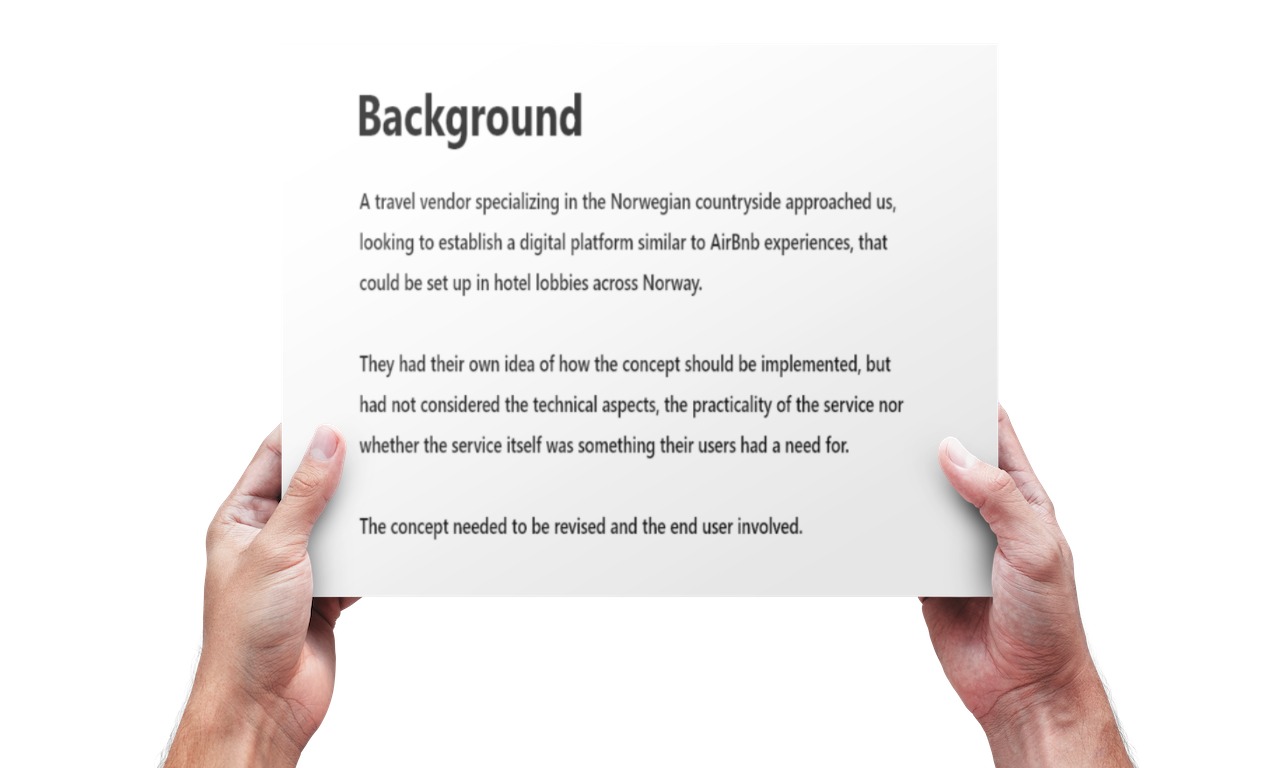 Background
A travel vendor specializing in the Norwegian countryside approached us,
looking to establish a digital platform similar to AirBnb experiences, that
could be set up in hotel lobbies across Norway.
They had their own idea of how the concept should be implemented, but
had not considered the technical aspects, the practicality of the service nor
whether the service itself was something their users had a need for.
The concept needed to be revised and the end user involved.